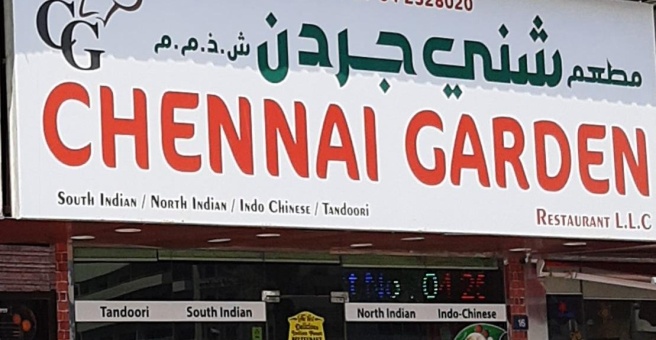 2328020
CG
مطعم شني جردن ش.ذ.م.م
CHENNAI GARDEN
South Indian / North Indian / Indo Chinese / Tandoori
Restaurant L.L.C
Tandoori South Indian
North Indian Indo-Chinese